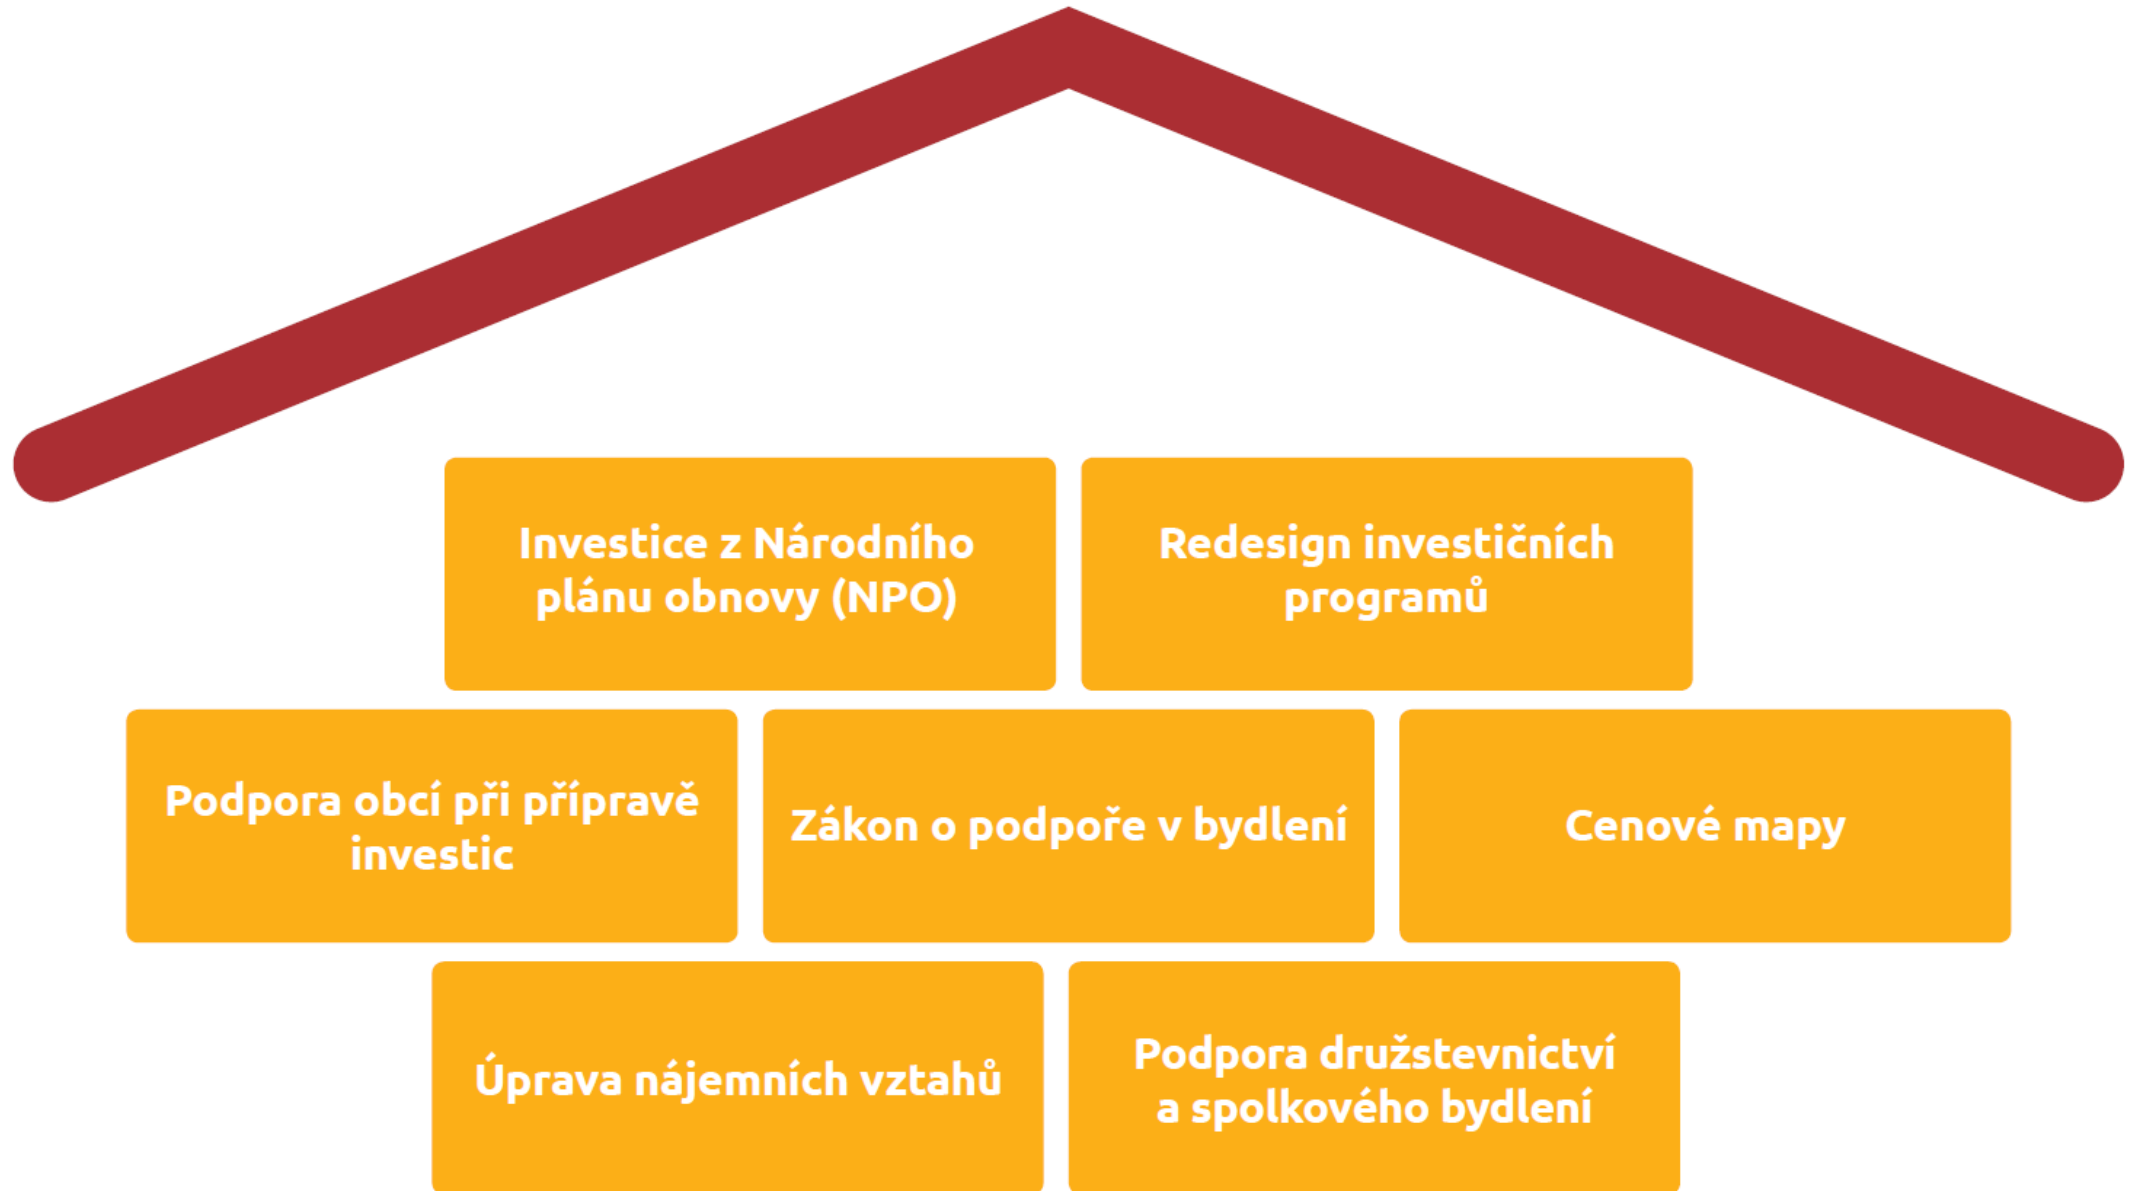 Investice z Národního
plánu obnovy (NPO)
Redesign investičních
programů
Podpora obcí při přípravě
investic
Zákon o podpoře v bydlení
Cenové mapy
Úprava nájemních vztahů
Podpora družstevnictví
a spolkového bydlení